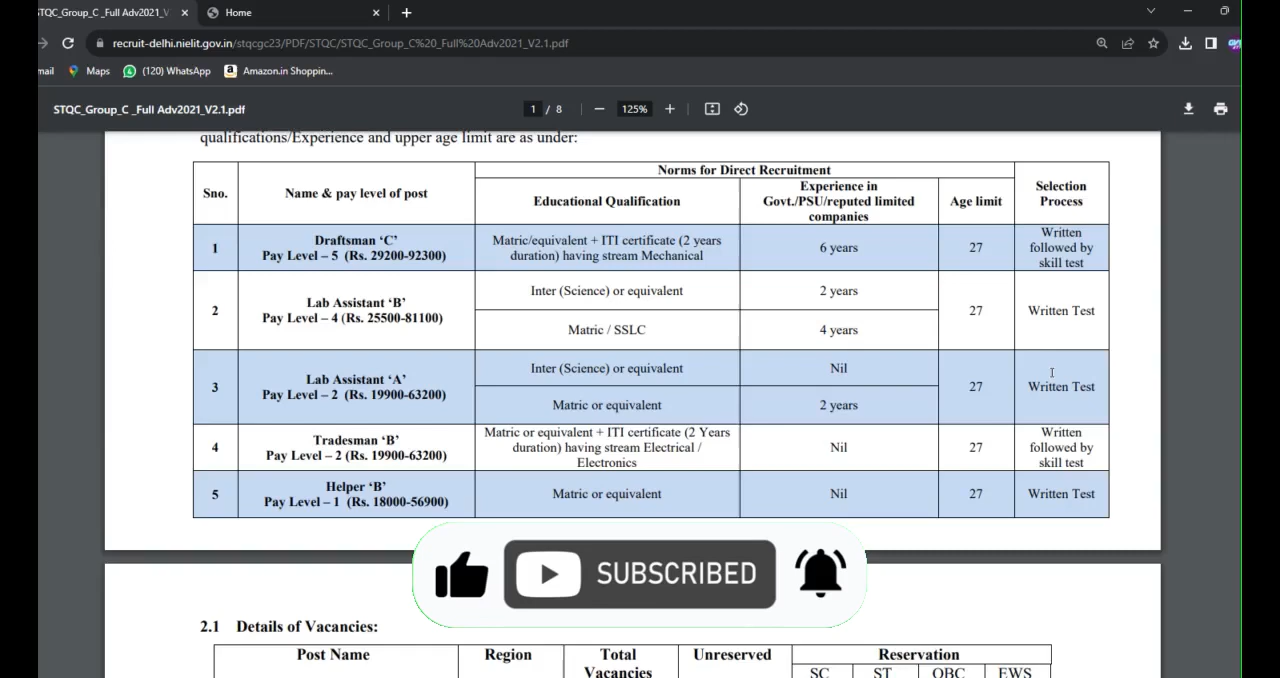 STQC_Group_C _Full Adv2021_V
Home
recruit-delhi.nielit.gov.in/stqcgc23/PDF/STQC/STQC_Group_C%20_Full%20Adv2021_V2.1.pdf
mail
Maps
(120) WhatsApp
Amazon.in Shoppin...
STQC_Group_C _Full Adv2021_V2.1.pdf
1 / 8
125%
qualifications/Experience and upper age limit are as under:
Sno.
Name & pay level of post
Norms for Direct Recruitment
Selection
Process
Educational Qualification
Experience in
Govt./PSU/reputed limited
companies
Age limit
1
Draftsman ‘C’
Pay Level – 5 (Rs. 29200-92300)
Matric/equivalent + ITI certificate (2 years
duration) having stream Mechanical
6 years
27
Written
followed by
skill test
2
Lab Assistant ‘B’
Pay Level – 4 (Rs. 25500-81100)
Inter (Science) or equivalent
2 years
Matric / SSLC
4 years
27
Written Test
3
Lab Assistant ‘A’
Pay Level – 2 (Rs. 19900-63200)
Inter (Science) or equivalent
Nil
Matric or equivalent
2 years
27
Written Test
4
Tradesman ‘B’
Pay Level – 2 (Rs. 19900-63200)
Matric or equivalent + ITI certificate (2 Years
duration) having stream Electrical /
Electronics
Nil
27
Written
followed by
skill test
5
Helper ‘B’
Pay Level – 1 (Rs. 18000-56900)
Matric or equivalent
Nil
27
Written Test
SUBSCRIBED
2.1 Details of Vacancies:
Post Name
Region
Total
Vacancies
Unreserved
Reservation
SC
ST
OBC
EWS